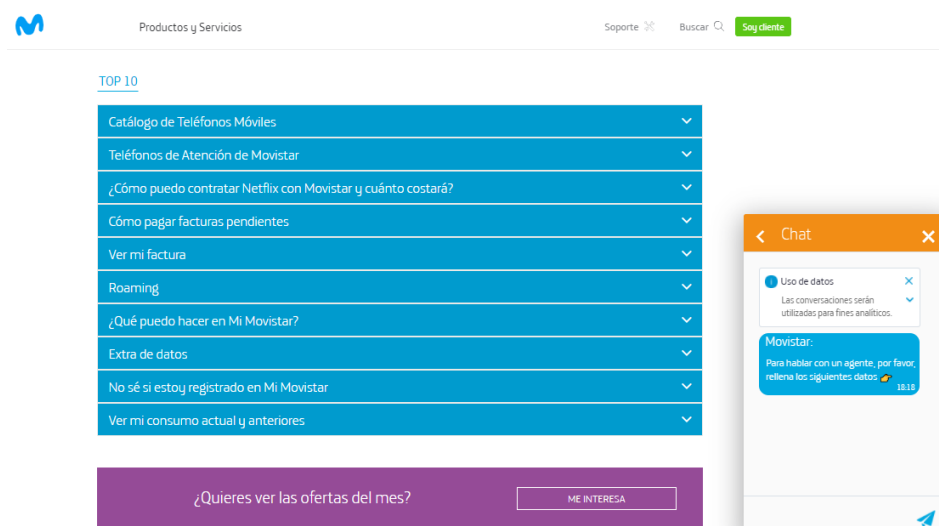 Productos y Servicios
Soporte
Buscar
Soy cliente
TOP 10
Catálogo de Teléfonos Móviles
Teléfonos de Atención de Movistar
¿Cómo puedo contratar Netflix con Movistar y cuánto costará?
Cómo pagar facturas pendientes
Ver mi factura
Roaming
¿Qué puedo hacer en Mi Movistar?
Extra de datos
No sé si estoy registrado en Mi Movistar
Ver mi consumo actual y anteriores
¿Quieres ver las ofertas del mes?
ME INTERESA
Chat
Uso de datos
Las conversaciones serán
utilizadas para fines analíticos.
Movistar:
Para hablar con un agente, por favor,
rellena los siguientes datos
18:18